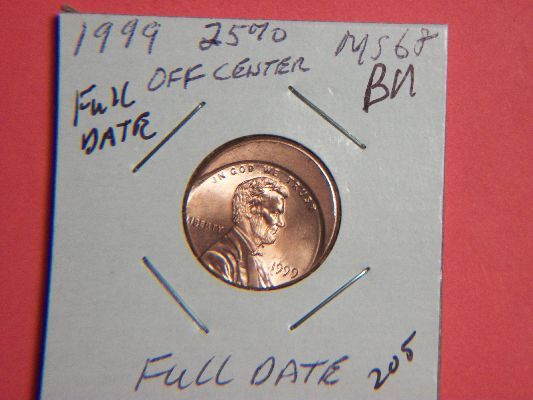 1999 25% MS68
OFF CENTER BN
FULL
DATE
IN GOD WE TRUST
LIBERTY
1999
FULL DATE 205